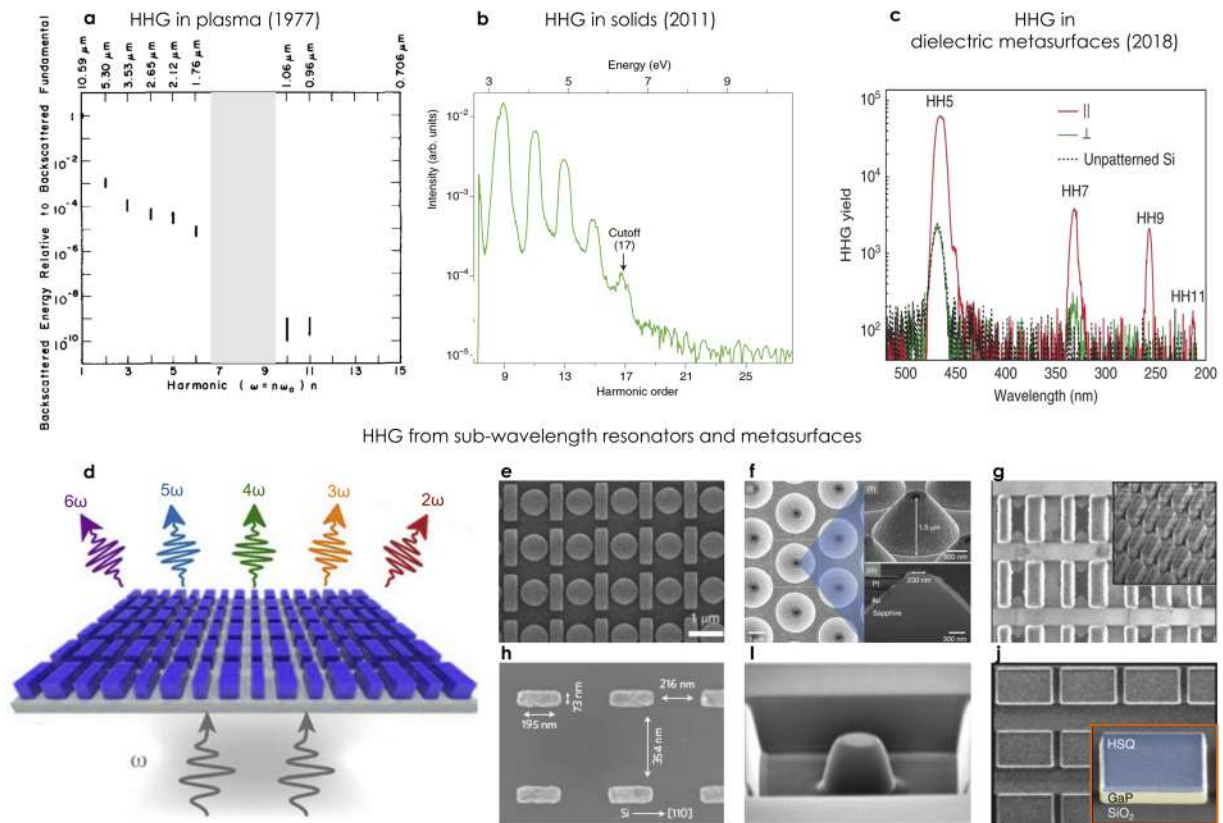 a HHG in plasma (1977)
Backscattered Energy Relative to Backscattered Fundamental
10.59 μm
5.30 μm
3.53 μm
2.65 μm
2.12 μm
1.76 μm
1.06 μm
0.96 μm
0.706 μm
1
10⁻²
10⁻⁴
10⁻⁶
10⁻⁸
10⁻¹⁰
1 3 5 7 9 11 13 15
Harmonic (ω=nω₀) n
b HHG in solids (2011)
Energy (eV)
3 5 7 9
Intensity (arb. units)
10⁻²
10⁻³
10⁻⁴
10⁻⁵
Cutoff
(17)
9 13 17 21 25
Harmonic order
c HHG in
dielectric metasurfaces (2018)
HHG yield
10⁵
10⁴
10³
10²
HH5
||
⊥
Unpatterned Si
HH7
HH9
HH11
500 450 400 350 300 250 200
Wavelength (nm)
HHG from sub-wavelength resonators and metasurfaces
d
6ω 5ω 4ω 3ω 2ω
ω
e
1 μm
f
(II)
1.5 μm
500 nm
(III)
230 nm
Pt
Ni
Sapphire
300 nm
g
h
216 nm
73 nm
195 nm
354 nm
Si [110]
I
j
HSQ
GaP
SiO₂